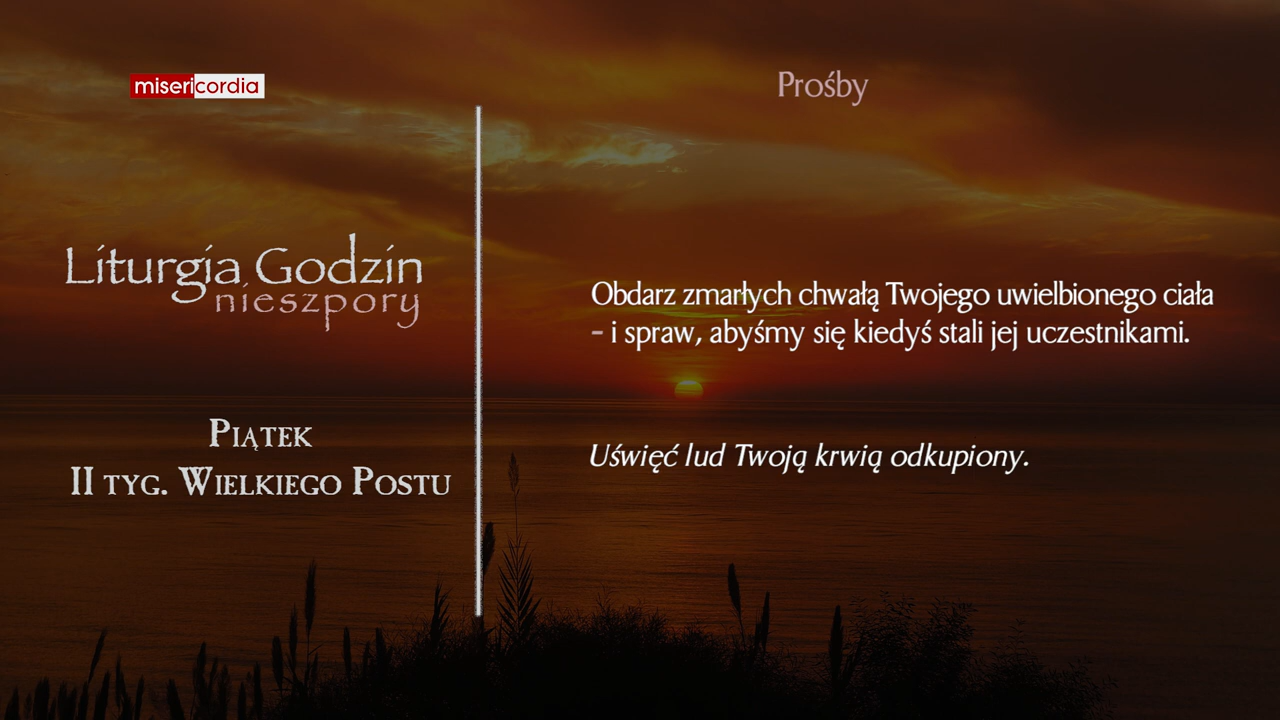 misericordia
Prośby
Liturgia Godzin
nieszpory
Obdarz zmarłych chwałą Twojego uwielbionego ciała
– i spraw, abyśmy się kiedyś stali jej uczestnikami.
Piątek
II tyg. Wielkiego Postu
Uświęć lud Twoją krwią odkupiony.